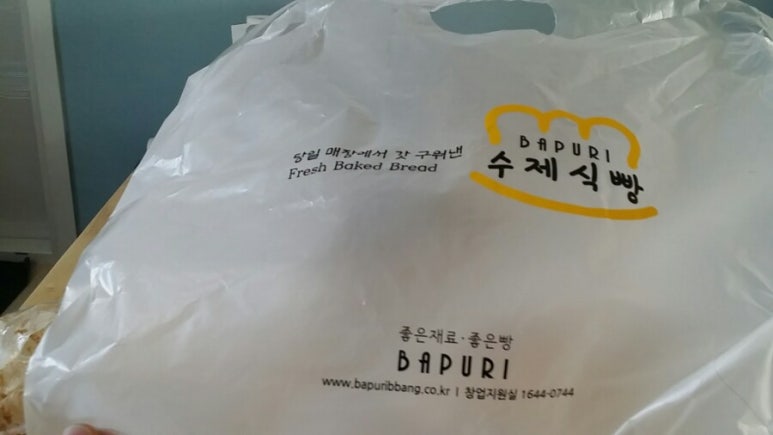 당일 매장에서 갓 구워낸
Fresh Baked Bread
BAPURI
수제식빵
좋은재료·좋은빵
BAPURI
www.bapuribbang.co.kr | 창업지원실 1644-0744